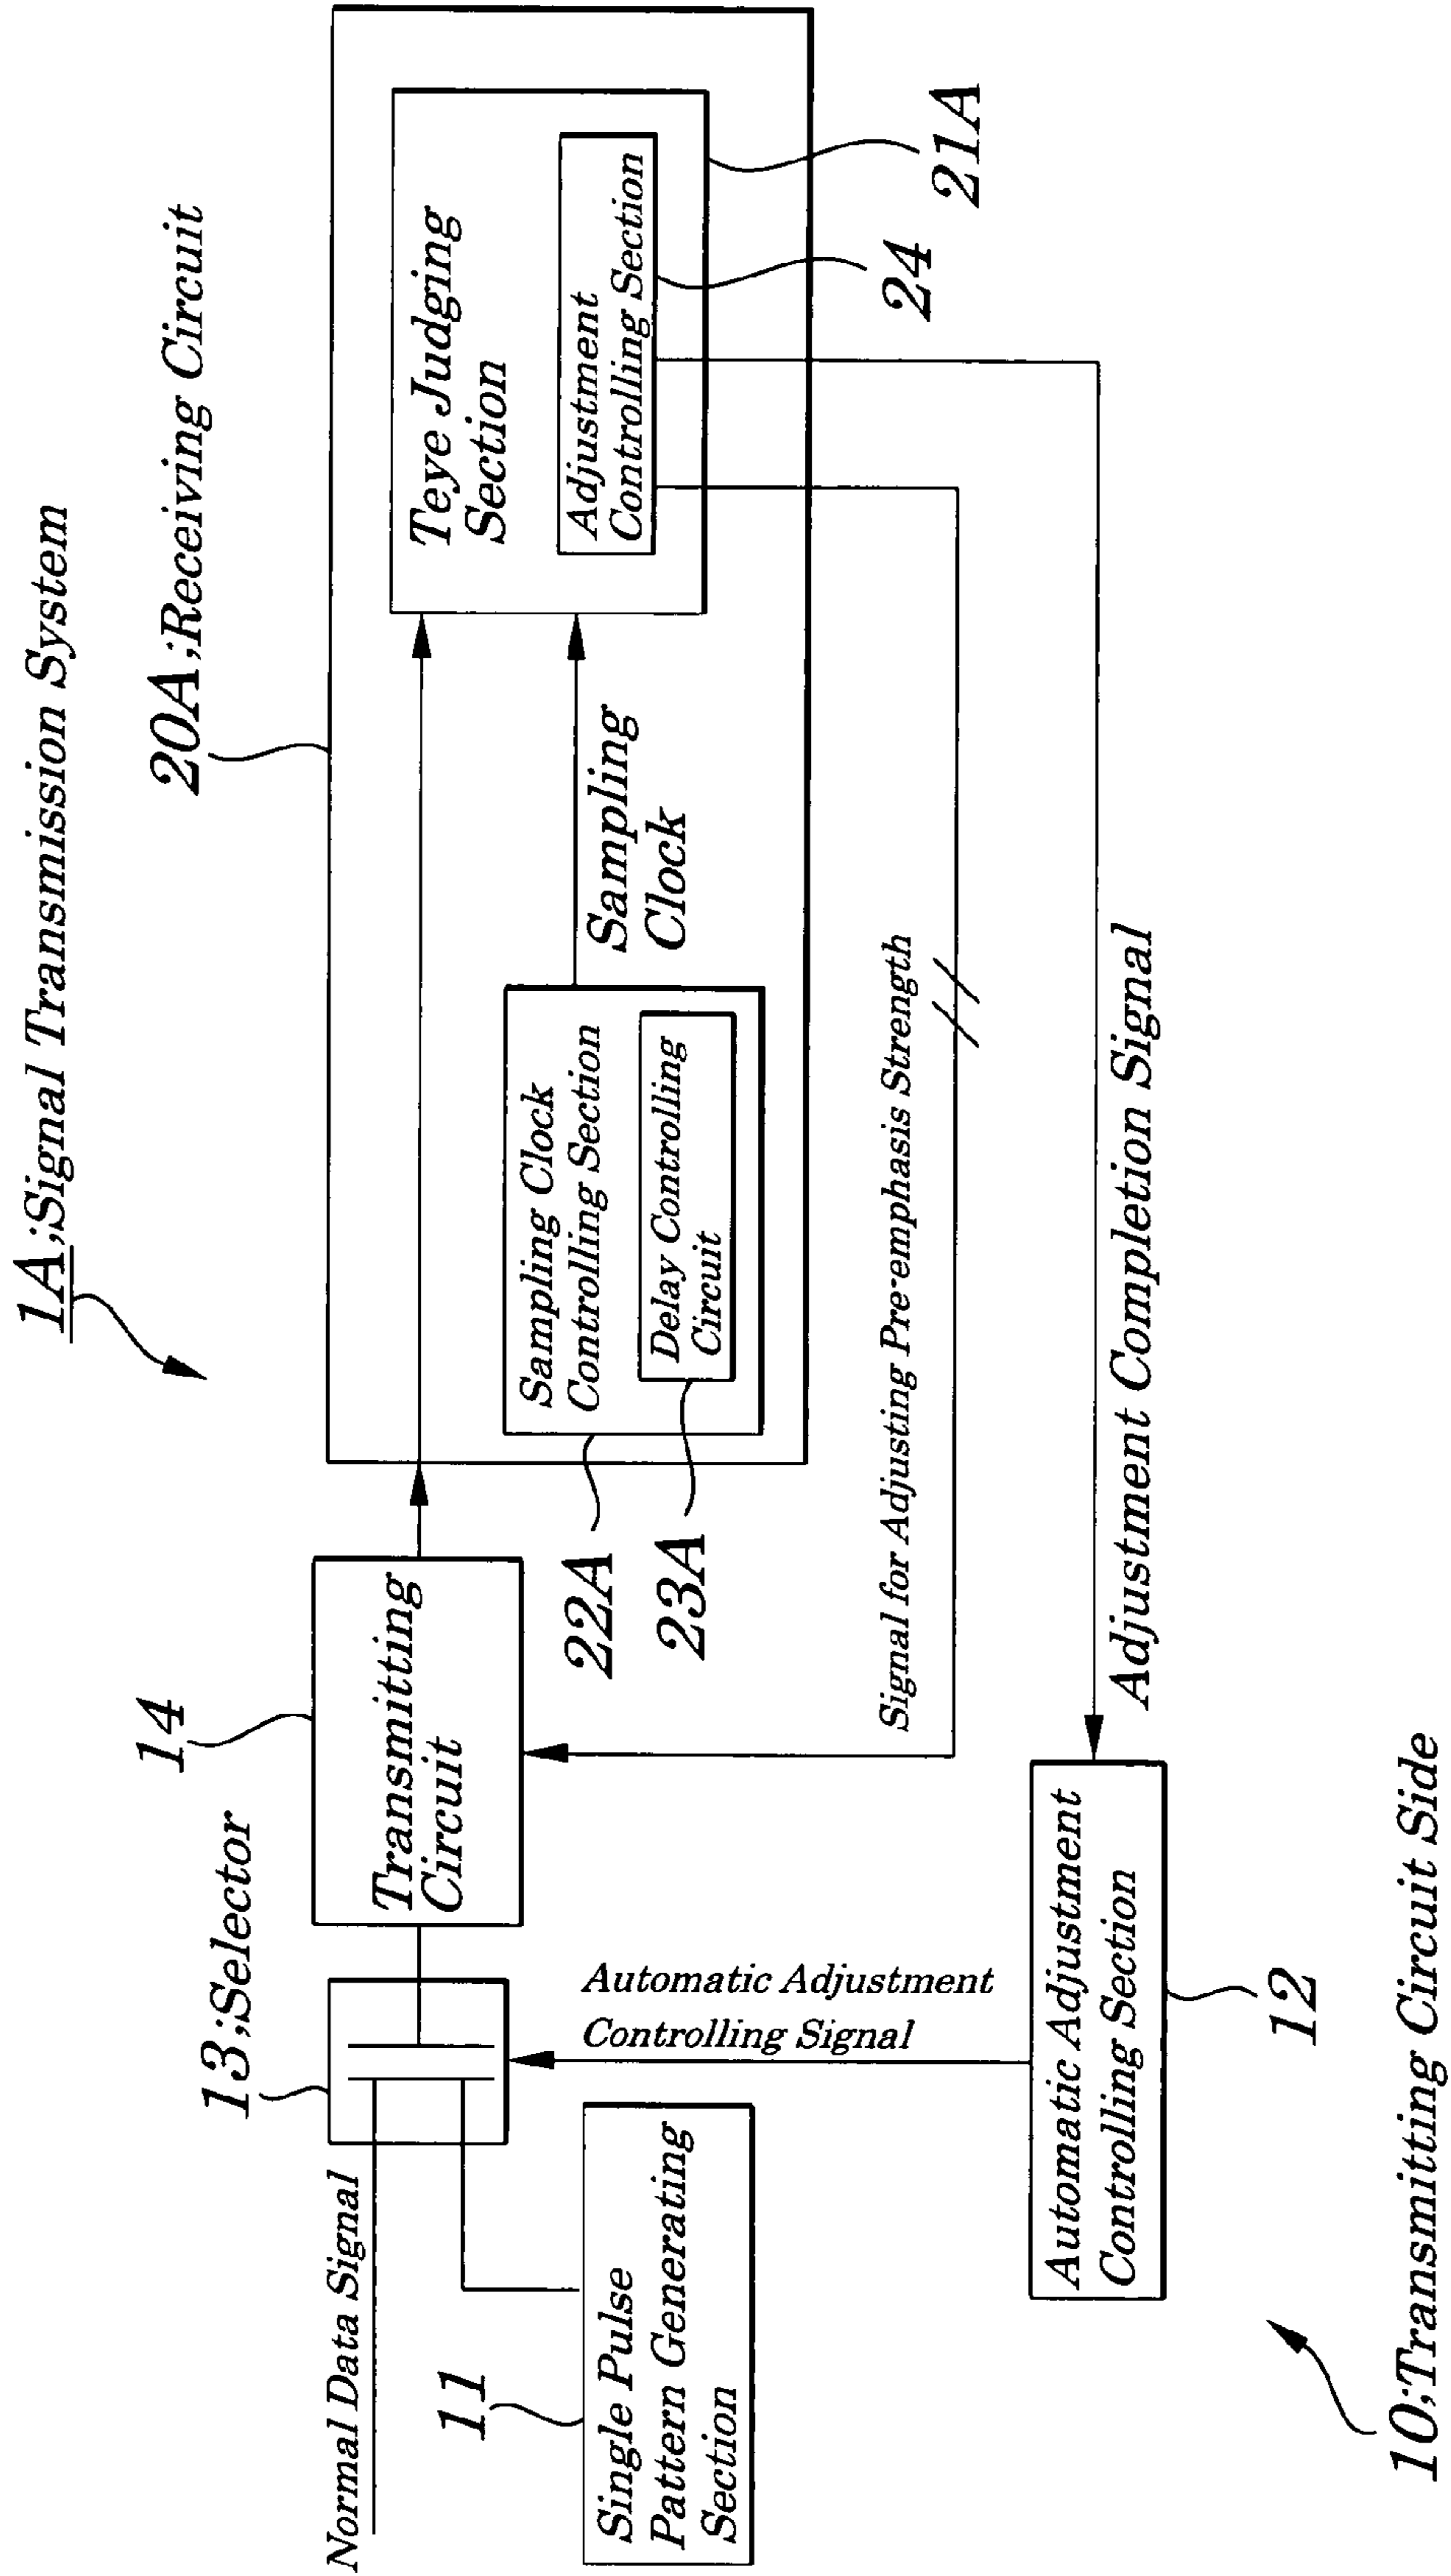 1A;Signal Transmission System
20A;Receiving Circuit
14
13;Selector
Normal Data Signal
Transmitting
Circuit
Teye Judging
Section
Adjustment
Controlling Section
Sampling
Clock
Sampling Clock
Controlling Section
Delay Controlling
Circuit
11
Single Pulse
Pattern Generating
Section
Automatic Adjustment
Controlling Signal
22A
23A
24
21A
Signal for Adjusting Pre-emphasis Strength
Adjustment Completion Signal
Automatic Adjustment
Controlling Section
12
10;Transmitting Circuit Side